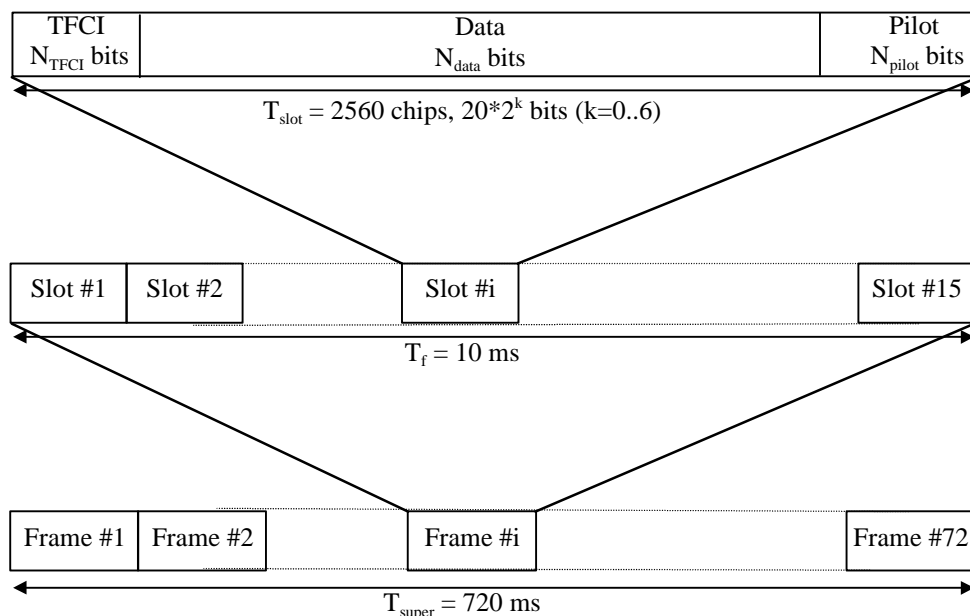 TFCI Data Pilot
N_TFCI bits N_data bits N_pilot bits
T_slot = 2560 chips, 20*2^k bits (k=0..6)
Slot #1 Slot #2 Slot #i Slot #15
T_f = 10 ms
Frame #1 Frame #2 Frame #i Frame #72
T_super = 720 ms